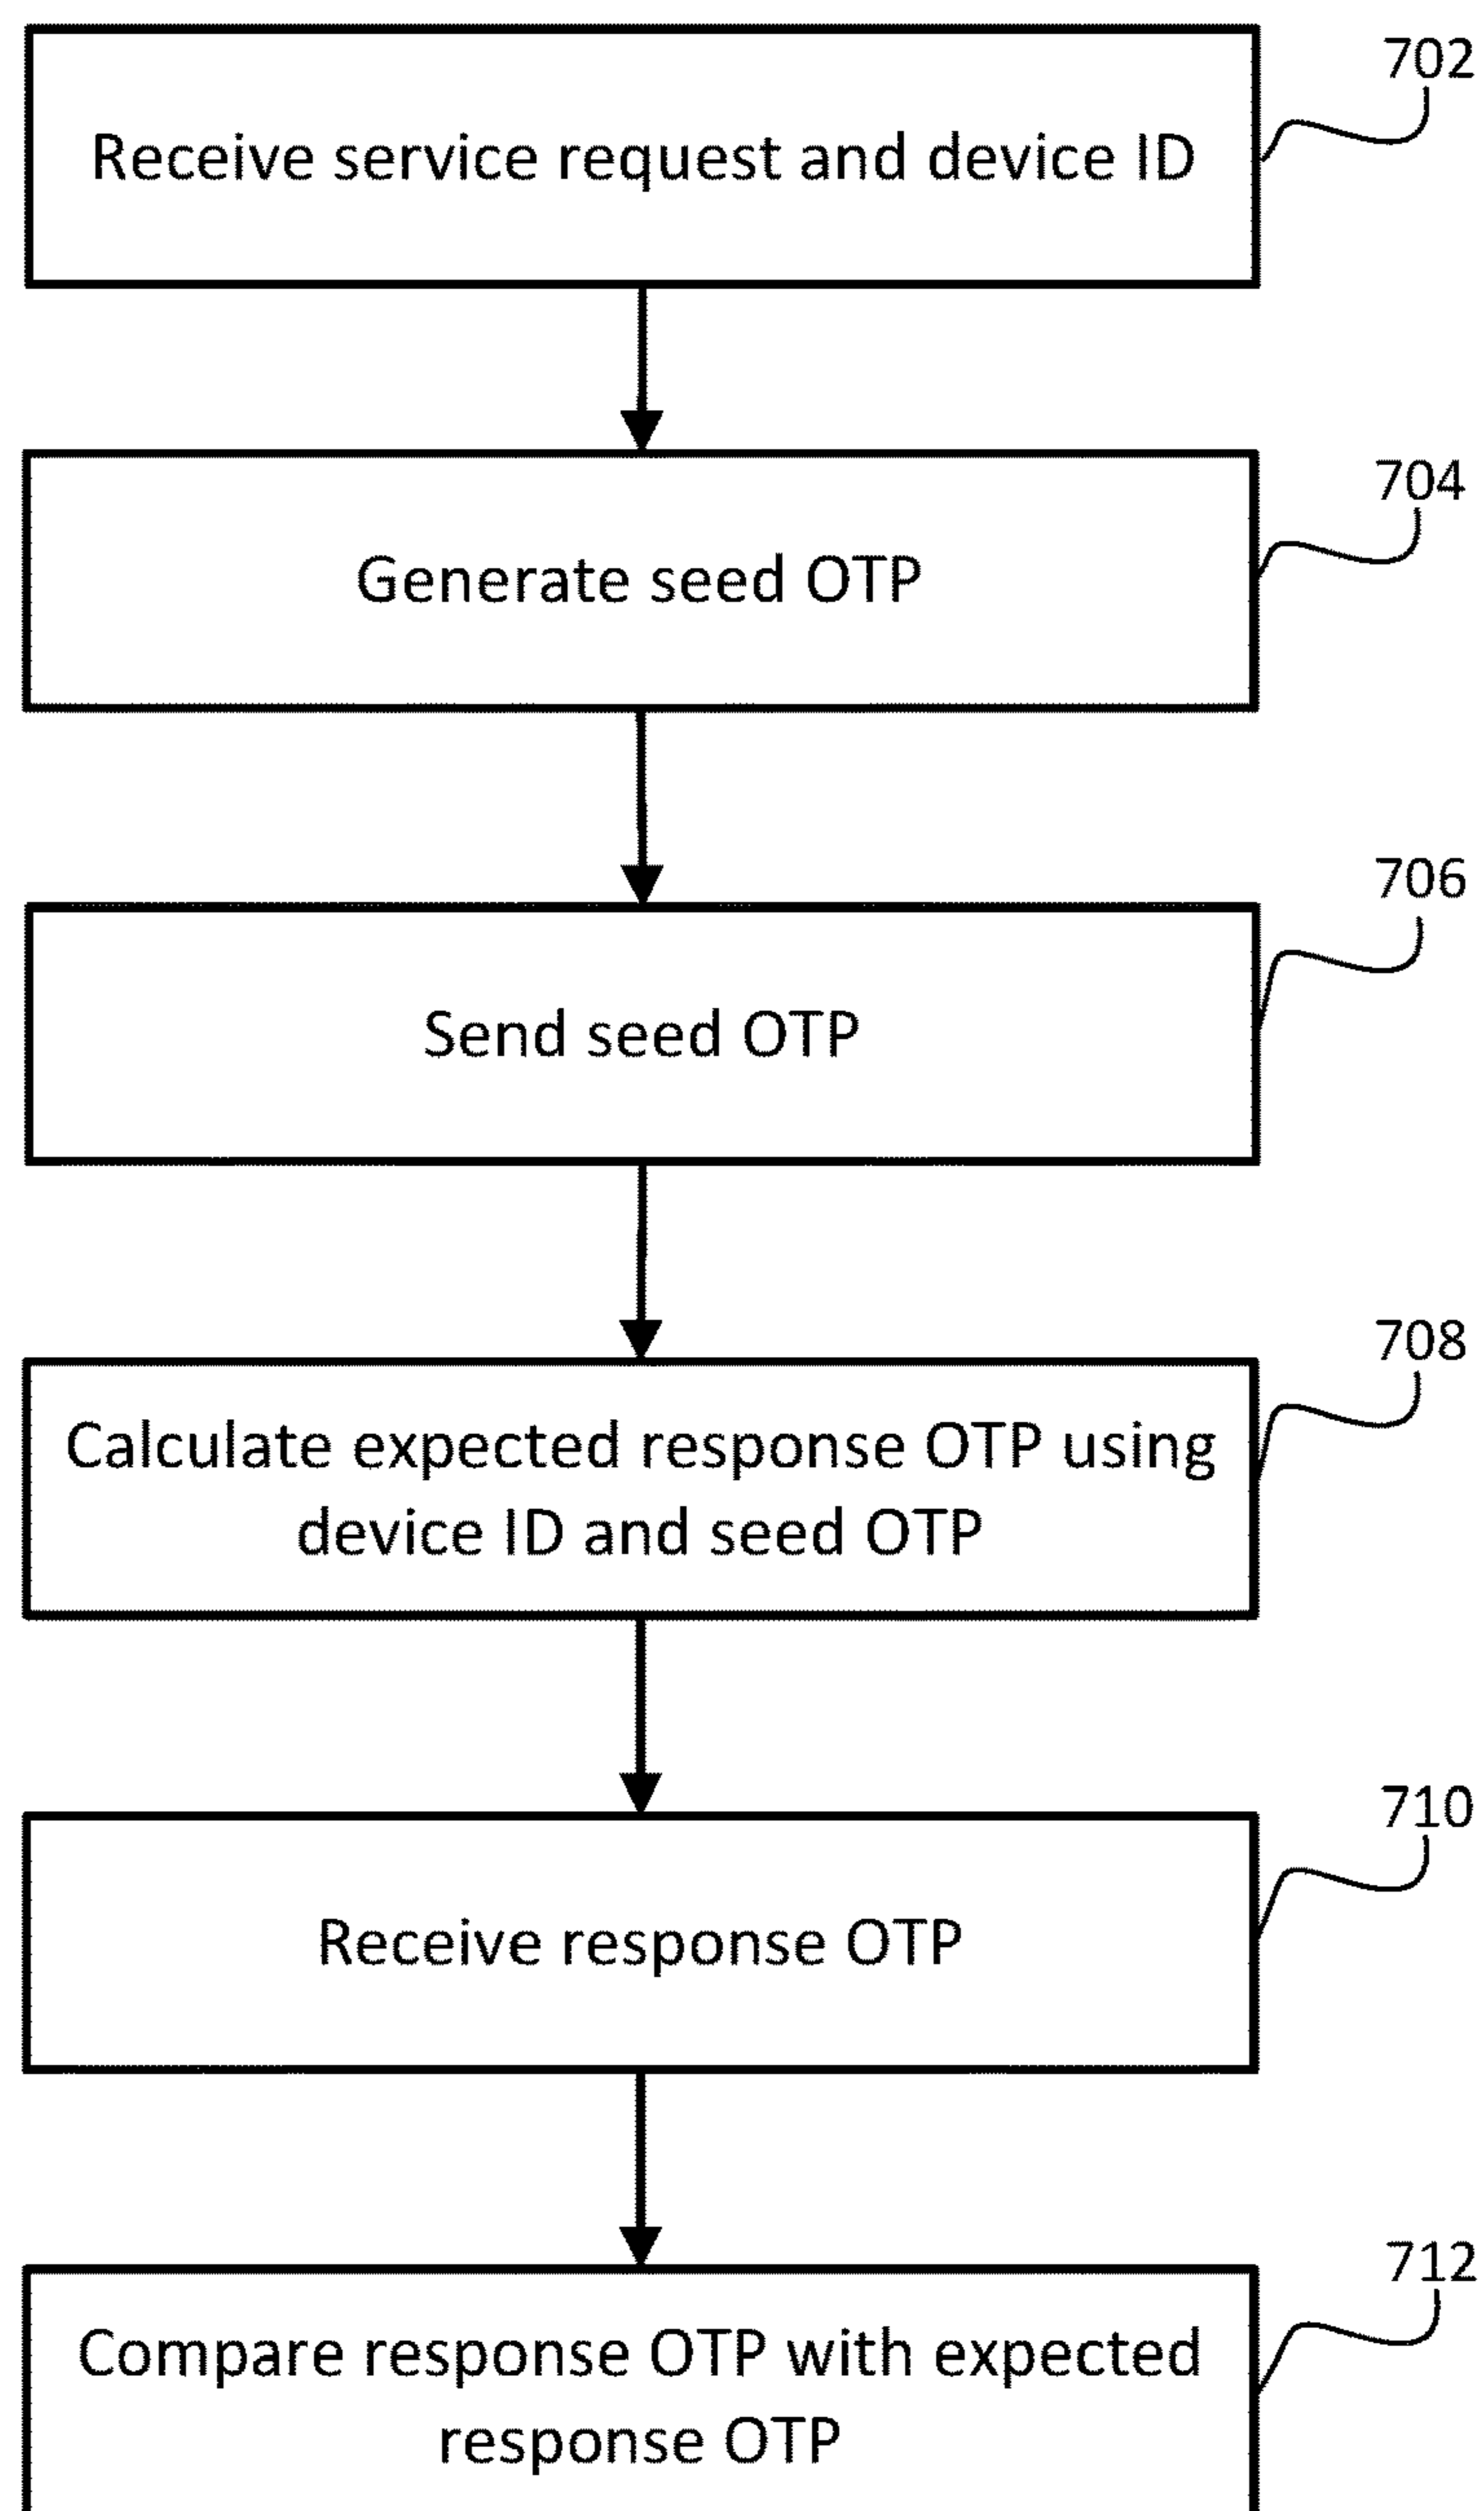 702
Receive service request and device ID
704
Generate seed OTP
706
Send seed OTP
708
Calculate expected response OTP using
device ID and seed OTP
710
Receive response OTP
712
Compare response OTP with expected
response OTP